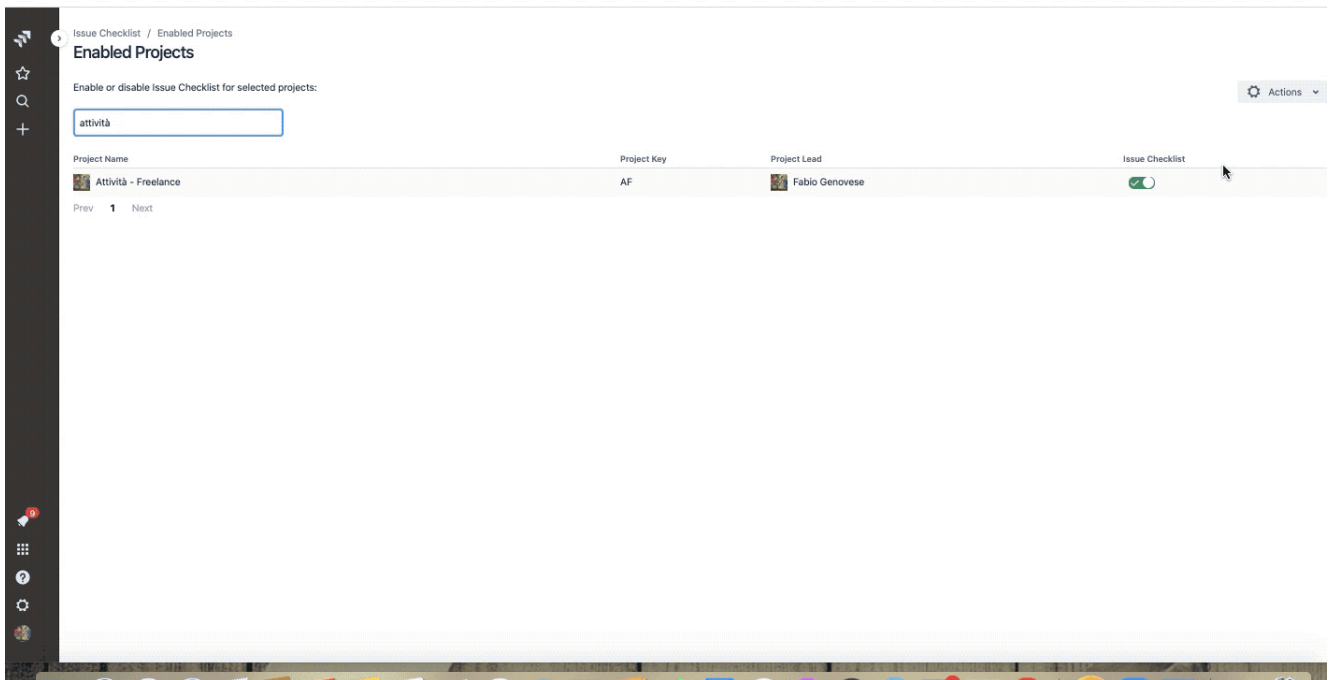 Issue Checklist / Enabled Projects
Enabled Projects
Enable or disable Issue Checklist for selected projects:
Actions
attività
Project Name Project Key Project Lead Issue Checklist
Attività - Freelance AF Fabio Genovese
Prev 1 Next
9